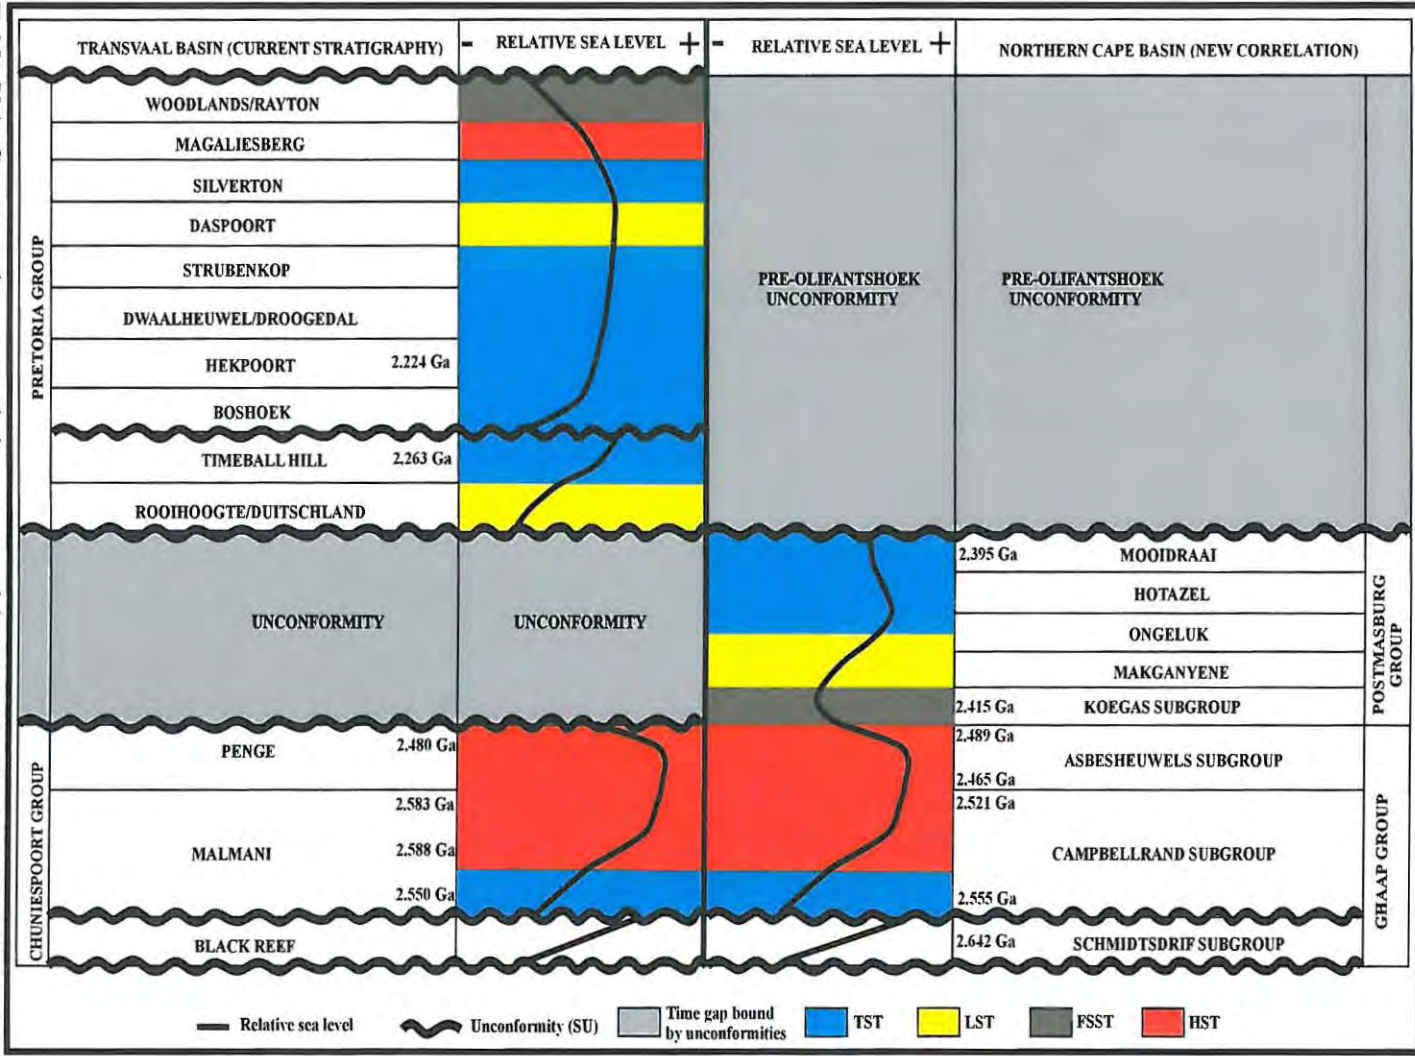 TRANSVAAL BASIN (CURRENT STRATIGRAPHY)
- RELATIVE SEA LEVEL +
- RELATIVE SEA LEVEL +
NORTHERN CAPE BASIN (NEW CORRELATION)
PRETORIA GROUP
WOODLANDS/RAYTON
MAGALIESBERG
SILVERTON
DASPOORT
STRUBENKOP
DWAALHEUWEL/DROOGEDAL
HEKPOORT 2.224 Ga
BOSHOEK
TIMEBALL HILL 2.263 Ga
ROOIHOOGTE/DUITSCHLAND
PRE-OLIFANTSHOEK
UNCONFORMITY
PRE-OLIFANTSHOEK
UNCONFORMITY
UNCONFORMITY
UNCONFORMITY
2.395 Ga MOOIDRAAI
HOTAZEL
ONGELUK
MAKGANYENE
2.415 Ga KOEGAS SUBGROUP
POSTMASBURG
GROUP
CHUNIESPOORT GROUP
PENGE 2.480 Ga
2.583 Ga
MALMANI 2.588 Ga
2.550 Ga
BLACK REEF
2.489 Ga
ASBESHEUWELS SUBGROUP
2.465 Ga
2.521 Ga
CAMPBELLRAND SUBGROUP
2.555 Ga
2.642 Ga SCHMIDTSDRIF SUBGROUP
GHAAP GROUP
Relative sea level
Unconformity (SU)
Time gap bound
by unconformities
TST
LST
FSST
HST